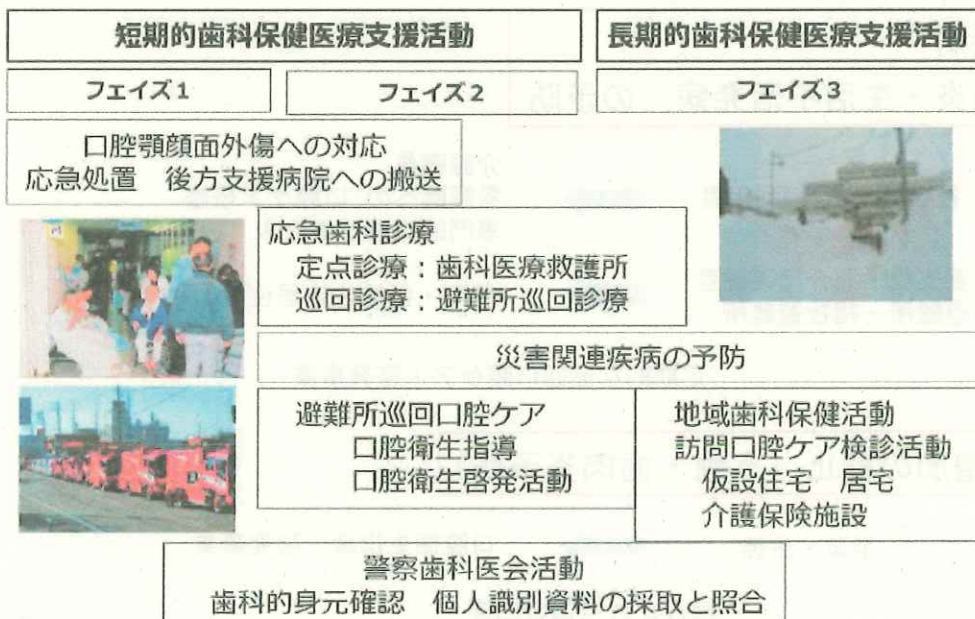 短期的歯科保健医療支援活動
長期的歯科保健医療支援活動
フェイズ1
フェイズ2
フェイズ3
口腔顎顔面外傷への対応
応急処置　後方支援病院への搬送
応急歯科診療
定点診療：歯科医療救護所
巡回診療：避難所巡回診療
災害関連疾病の予防
避難所巡回口腔ケア
口腔衛生指導
口腔衛生啓発活動
地域歯科保健活動
訪問口腔ケア検診活動
仮設住宅　居宅
介護保険施設
警察歯科医会活動
歯科的身元確認　個人識別資料の採取と照合